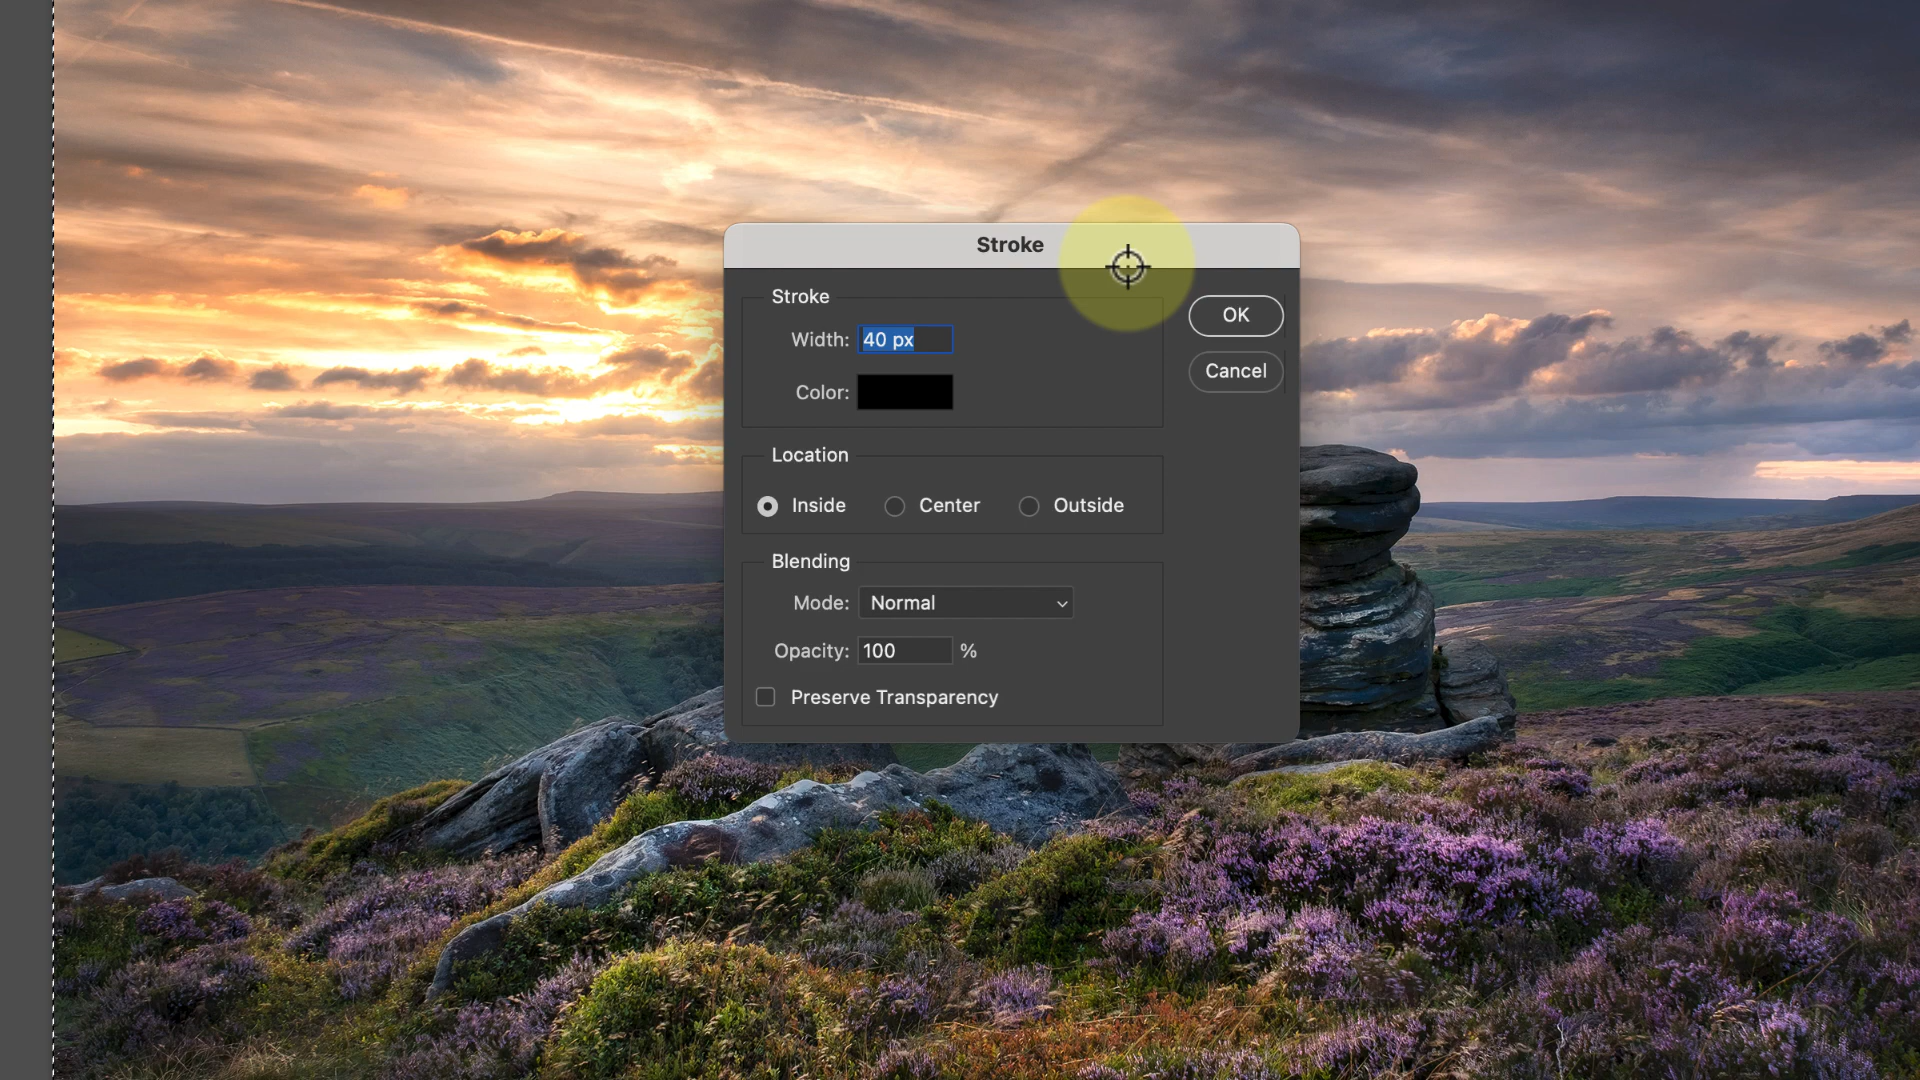 Stroke
Stroke
Width: 40 px
Color:
OK
Cancel
Location
Inside Center Outside
Blending
Mode: Normal
Opacity: 100 %
Preserve Transparency